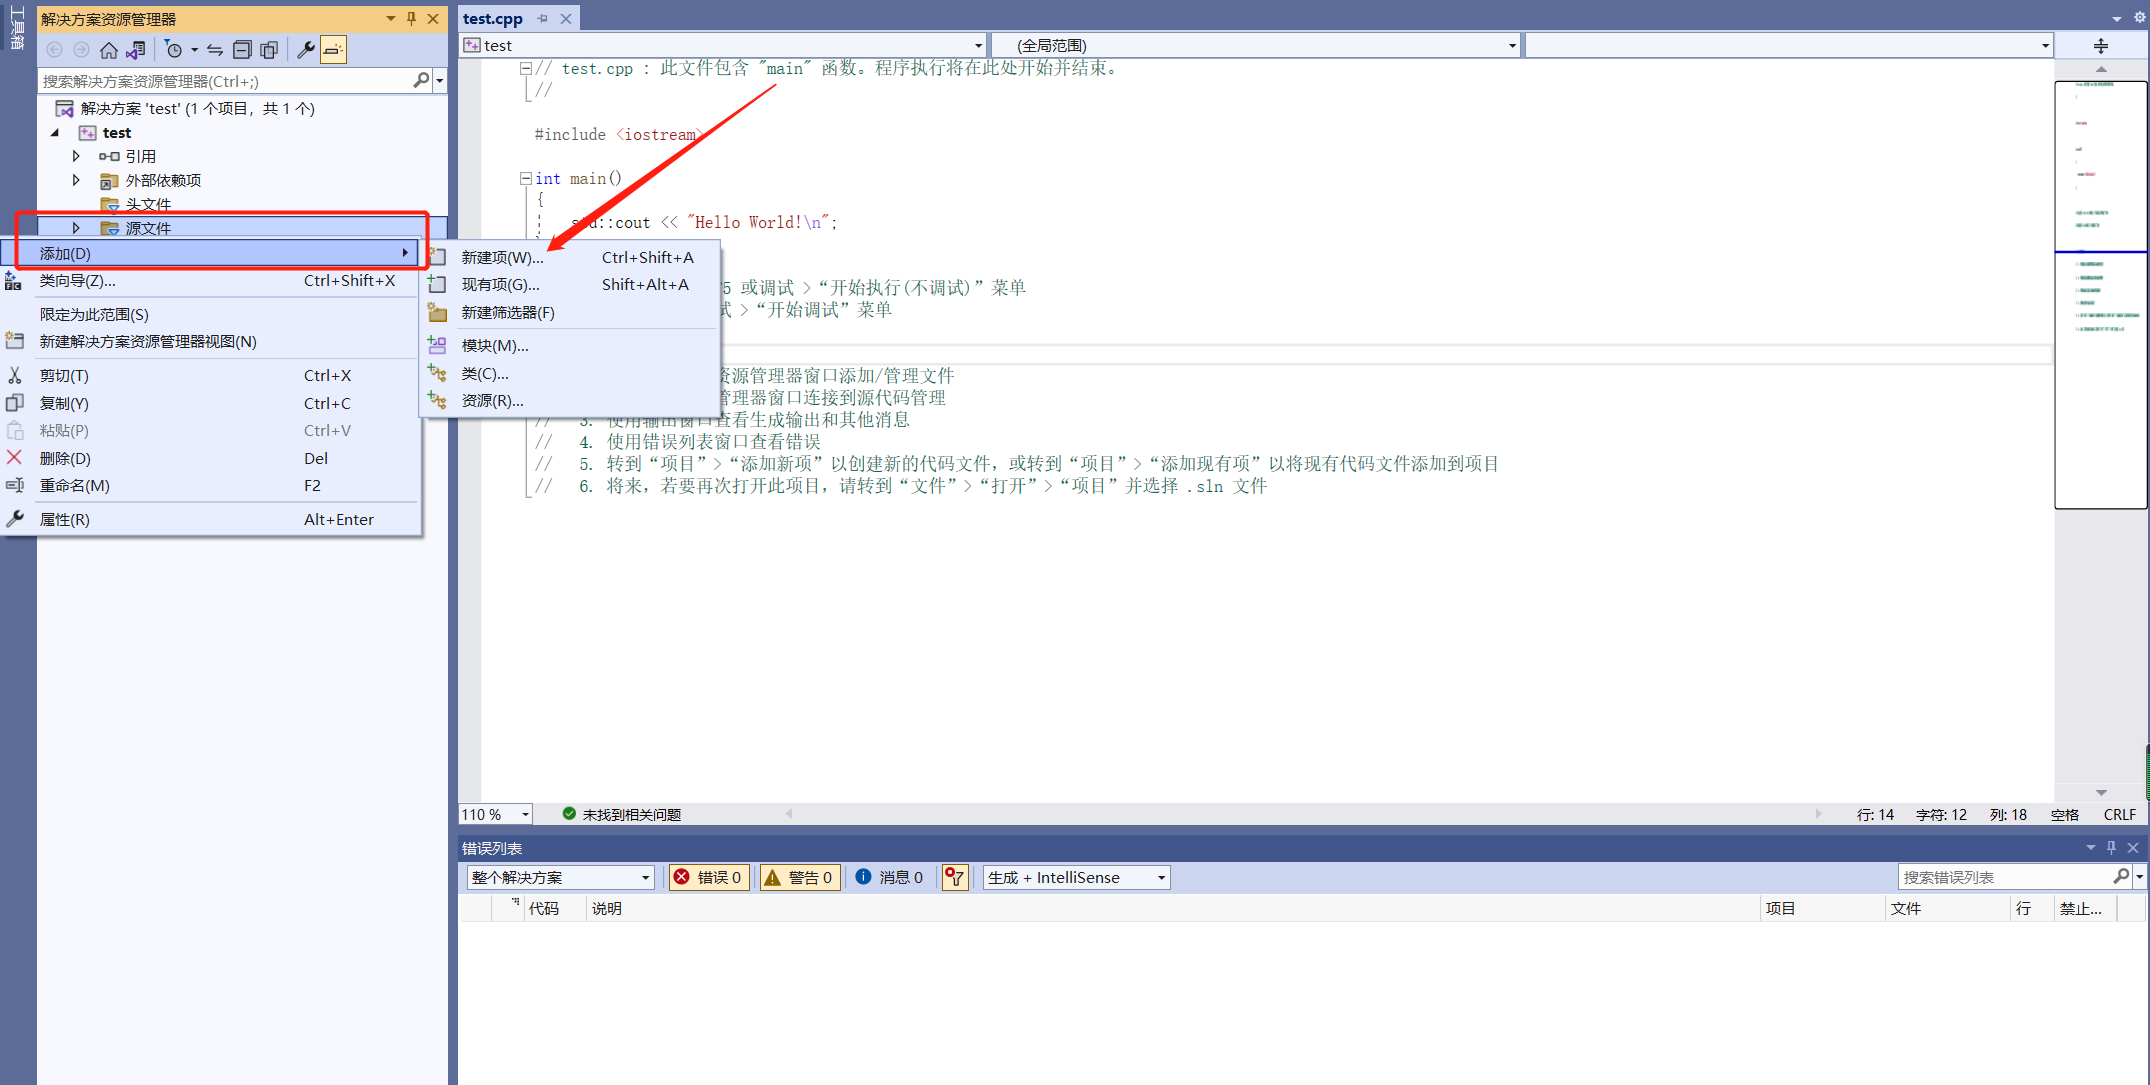 工具箱
解决方案资源管理器
搜索解决方案资源管理器(Ctrl+;)
解决方案 'test' (1 个项目，共 1 个)
test
引用
外部依赖项
头文件
源文件
添加(D)
类向导(Z)... Ctrl+Shift+X
限定为此范围(S)
新建解决方案资源管理器视图(N)
剪切(T) Ctrl+X
复制(Y) Ctrl+C
粘贴(P) Ctrl+V
删除(D) Del
重命名(M) F2
属性(R) Alt+Enter
新建项(W)... Ctrl+Shift+A
现有项(G)... Shift+Alt+A
新建筛选器(F)
模块(M)...
类(C)...
资源(R)...
test.cpp
test (全局范围)
// test.cpp : 此文件包含 "main" 函数。程序执行将在此处开始并结束。
//
#include <iostream>
int main()
{
std::cout << "Hello World!\n";
5 或调试 >“开始执行(不调试)”菜单
试 >“开始调试”菜单
资源管理器窗口添加/管理文件
管理器窗口连接到源代码管理
// 3. 使用输出窗口查看生成输出和其他消息
// 4. 使用错误列表窗口查看错误
// 5. 转到“项目”>“添加新项”以创建新的代码文件，或转到“项目”>“添加现有项”以将现有代码文件添加到项目
// 6. 将来，若要再次打开此项目，请转到“文件”>“打开”>“项目”并选择 .sln 文件
110 % 未找到相关问题 行: 14 字符: 12 列: 18 空格 CRLF
错误列表
整个解决方案 错误 0 警告 0 消息 0 生成 + IntelliSense 搜索错误列表
代码 说明 项目 文件 行 禁止...